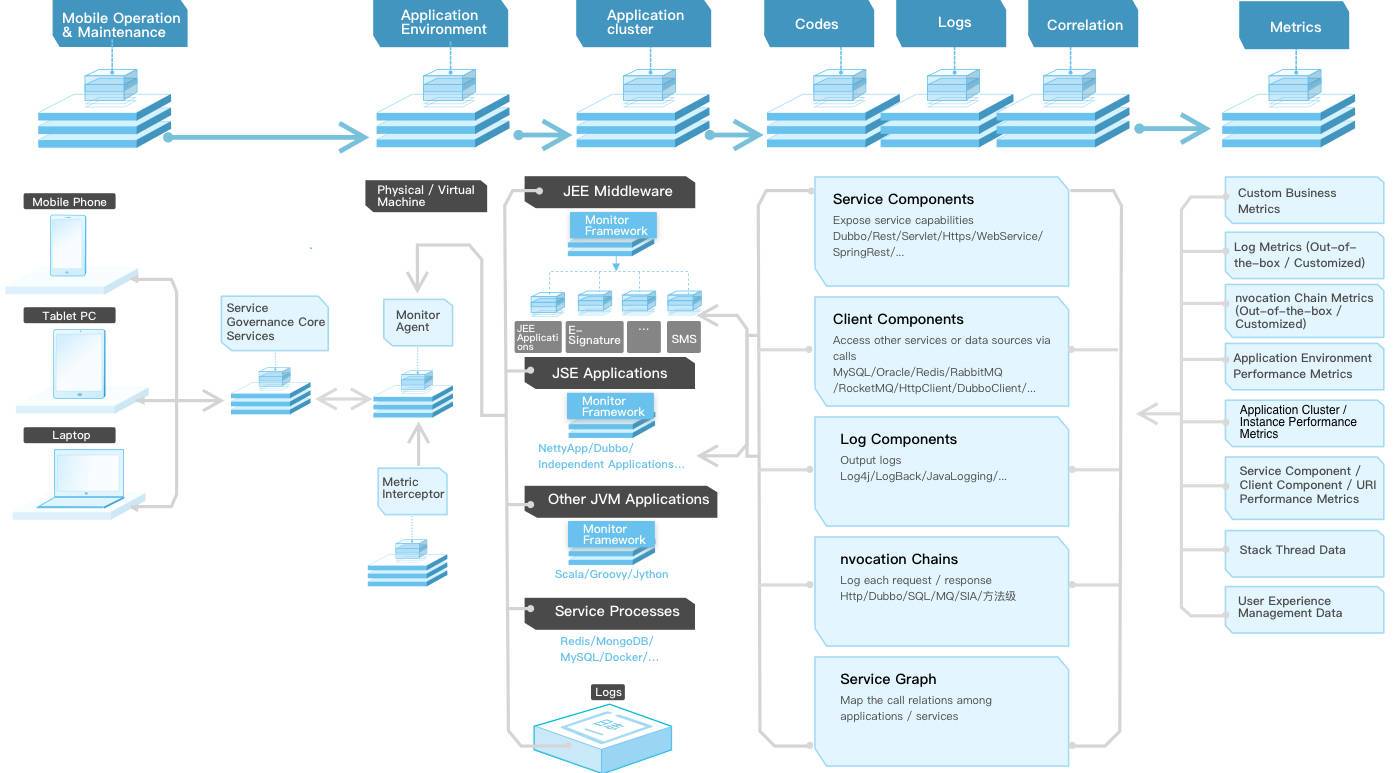 Mobile Operation
& Maintenance
Application
Environment
Application
cluster
Codes
Logs
Correlation
Metrics
Mobile Phone
Tablet PC
Laptop
Service
Governance Core
Services
Physical / Virtual
Machine
Monitor
Agent
Metric
Interceptor
JEE Middleware
Monitor
Framework
JEE
Applicati
ons
E-
Signature
...
SMS
JSE Applications
Monitor
Framework
NettyApp/Dubbo/
Independent Applications...
Other JVM Applications
Monitor
Framework
Scala/Groovy/Jython
Service Processes
Redis/MongoDB/
MySQL/Docker/...
Logs
日志
Service Components
Expose service capabilities
Dubbo/Rest/Servlet/Https/WebService/
SpringRest/...
Client Components
Access other services or data sources via
calls
MySQL/Oracle/Redis/RabbitMQ
/RocketMQ/HttpClient/DubboClient/...
Log Components
Output logs
Log4j/LogBack/JavaLogging/...
nvocation Chains
Log each request / response
Http/Dubbo/SQL/MQ/SIA/方法级
Service Graph
Map the call relations among
applications / services
Custom Business
Metrics
Log Metrics (Out-of-
the-box / Customized)
nvocation Chain Metrics
(Out-of-the-box /
Customized)
Application Environment
Performance Metrics
Application Cluster /
Instance Performance
Metrics
Service Component /
Client Component / URI
Performance Metrics
Stack Thread Data
User Experience
Management Data